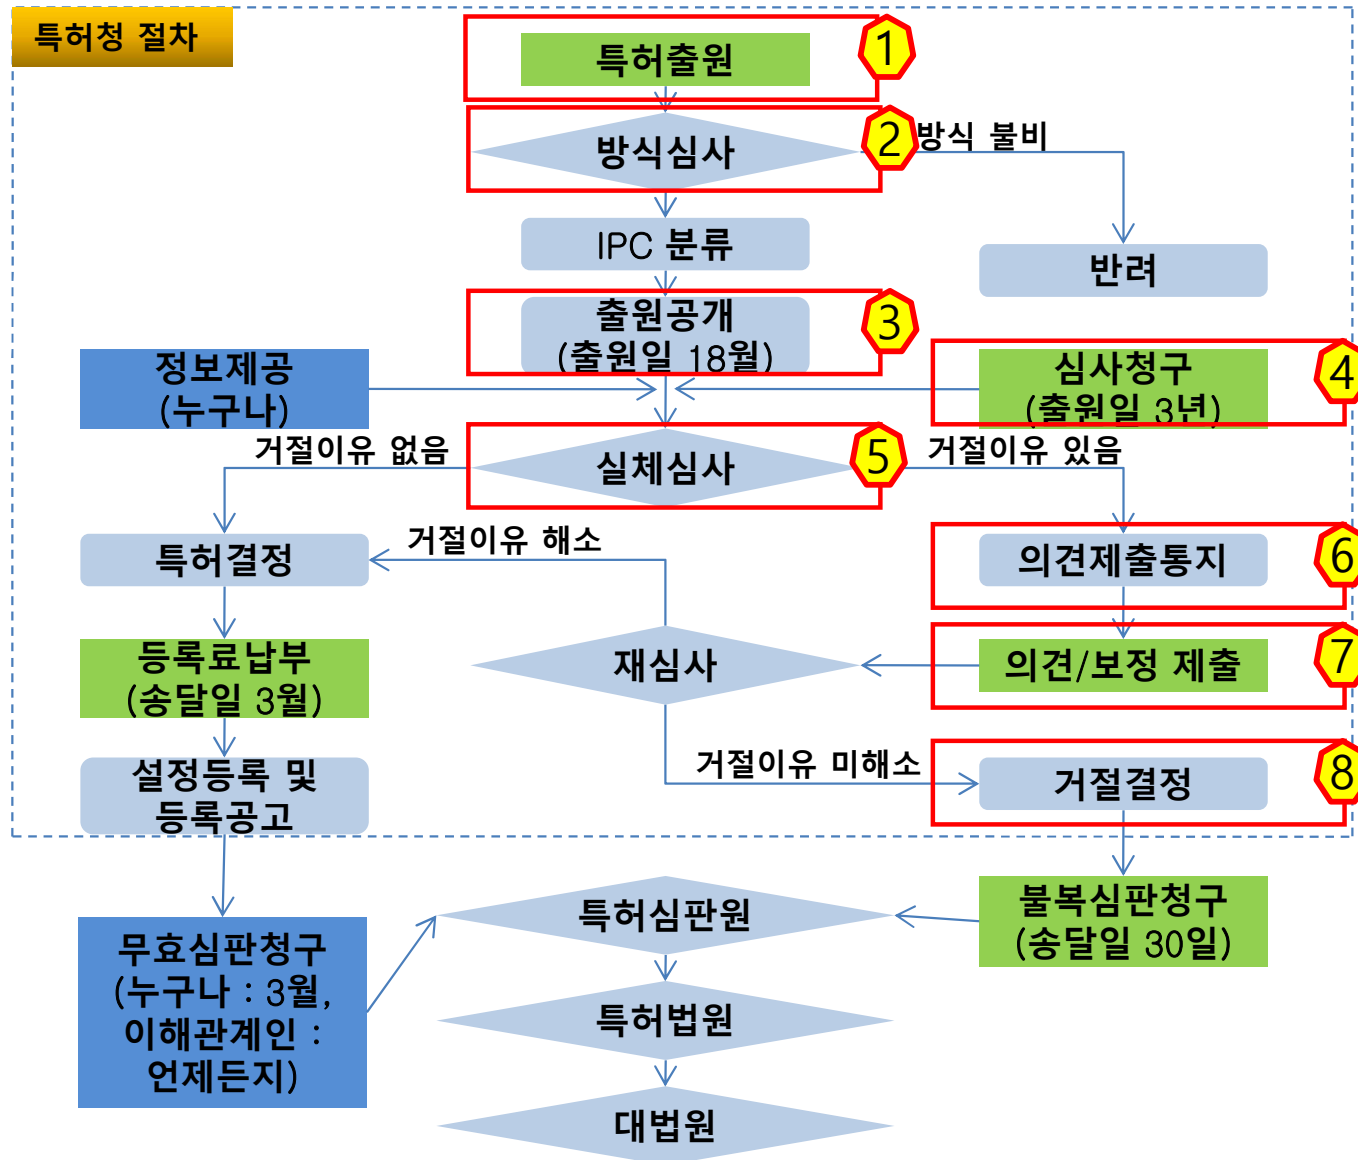 특허청 절차
특허출원
1
방식심사
2
방식 불비
IPC 분류
반려
출원공개
(출원일 18월)
3
정보제공
(누구나)
심사청구
(출원일 3년)
4
거절이유 없음
실체심사
5
거절이유 있음
특허결정
거절이유 해소
의견제출통지
6
등록료납부
(송달일 3월)
재심사
의견/보정 제출
7
설정등록 및
등록공고
거절이유 미해소
거절결정
8
특허심판원
불복심판청구
(송달일 30일)
무효심판청구
(누구나 : 3월,
이해관계인 :
언제든지)
특허법원
대법원